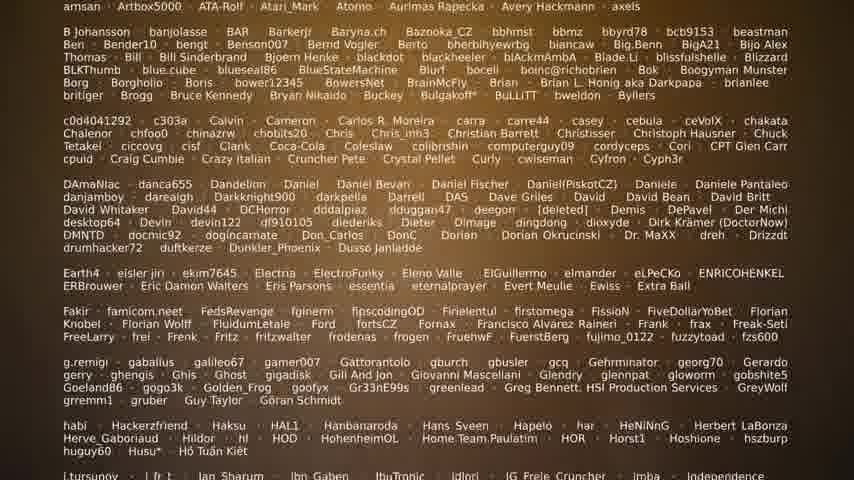 amsan · Artbox5000 · ATA-Rolf · Atari_Mark · Atomo · Aurimas Rapecka · Avery Hackmann · axels
B Johansson · banjolasse · BAR · BarkerJr · Baryna.ch · Bazooka_CZ · bbhmst · bbmz · bbyrd78 · bcb9153 · beastman
Ben · Bender10 · bengt · Benson007 · Bernd Vogler · Berto · bherbihyewrbg · biancaw · Big.Benn · BigA21 · Bijo Alex
Thomas · Bill · Bill Sinderbrand · Bjoern Henke · blackdot · blackheeler · blAckmAmbA · Blade.Li · blissfulshelle · Blizzard
BLKThumb · blue.cube · blueseal86 · BlueStateMachine · Blurf · bocell · boinc@richobrien · Bok · Boogyman Munster
Borg · Borgholio · Boris · bower12345 · BowersNet · BrainMcFly · Brian · Brian L. Honig aka Darkpapa · brianlee
britiger · Brogg · Bruce Kennedy · Bryan Nikaido · Buckey · Bulgakoff* · BuLLiTT · bweldon · Byllers
c0d4041292 · c303a · Calvin · Cameron · Carlos R. Moreira · carra · carre44 · casey · cebula · ceVolX · chakata
Chalenor · chfoo0 · chinazrw · chobits20 · Chris · Chris_mn3 · Christian Barrett · Christisser · Christoph Hausner · Chuck
Tetakel · ciccovg · cisf · Clank · Coca-Cola · Coleslaw · colibrishin · computerguy09 · cordyceps · Cori · CPT Glen Carr
cpuid · Craig Cumbie · Crazy Italian · Cruncher Pete · Crystal Pellet · Curly · cwiseman · Cyfron · Cyph3r
DAmaNIac · danca655 · Dandelion · Daniel · Daniel Bevan · Daniel Fischer · Daniel(PiskotCZ) · Daniele · Daniele Pantaleo
danjamboy · darealgh · Darkknight900 · darkpella · Darrell · DAS · Dave Griles · David · David Bean · David Britt ·
David Whitaker · David44 · DCHorror · dddalpiaz · dduggan47 · deegon · [deleted] · Demis · DePavel · Der Michl
desktop64 · Devin · devin122 · dl910105 · diederiks · Dieter · Dimage · dingdong · dioxyde · Dirk Krämer (DoctorNow)
DMNTD · docmic92 · dogincarnate · Don_Carlos · DonC · Dorian · Dorian Okrucinski · Dr. MaXX · dreh · Drizzdt
drumhacker72 · duftkerze · Dunkler_Phoenix · Dusso Janladde
Earth4 · eisler jiri · ekim7645 · Electria · ElectroFunky · Eleno Valle · ElGuillermo · elmander · eLPeCKo · ENRICOHENKEL
ERBrouwer · Eric Damon Walters · Eris Parsons · essentia · eternalprayer · Evert Meulie · Ewiss · Extra Ball
Fakir · famicom.neet · FedsRevenge · fginerm · fipscodingOD · Firielentul · firstomega · FissioN · FiveDollarYoBet · Florian
Knobel · Florian Wolff · FluidumLetale · Ford · fortsCZ · Fornax · Francisco Alvarez Raineri · Frank · frax · Freak-Seti
FreeLarry · frei · Frenk · Fritz · fritzwalter · frodenas · frogen · FruehwF · FuerstBerg · fujimo_0122 · fuzzytoad · fzs600
g.remigi · gaballus · galileo67 · gamer007 · Gattorantolo · gburch · gbusler · gcq · Gehrminator · georg70 · Gerardo
gerry · ghengis · Ghis · Ghost · gigadisk · Gill And Jon · Giovanni Mascellani · Glendry · glennpat · gloworm · gobshite5
Goeland86 · gogo3k · Golden_Frog · goofyx · Gr33nE99s · greenlead · Greg Bennett: HSI Production Services · GreyWolf
grremm1 · gruber · Guy Taylor · Göran Schmidt
habi · Hackerzfriend · Haksu · HAL1 · Hanbanaroda · Hans Sveen · Hapelo · har · HeNiNnG · Herbert LaBonza
Herve_Gaboriaud · Hildor · hl · HOD · HohenheimOL · Home Team Paulatim · HOR · Horst1 · Hoshione · hszburp
huguy60 · Husu* · Hồ Tuấn Kiệt
i.tursunov · Ian_Sharum · Ibn_Gaben · IbuTronic · idlori · IG_Freie_Crüncher · imba · Independence